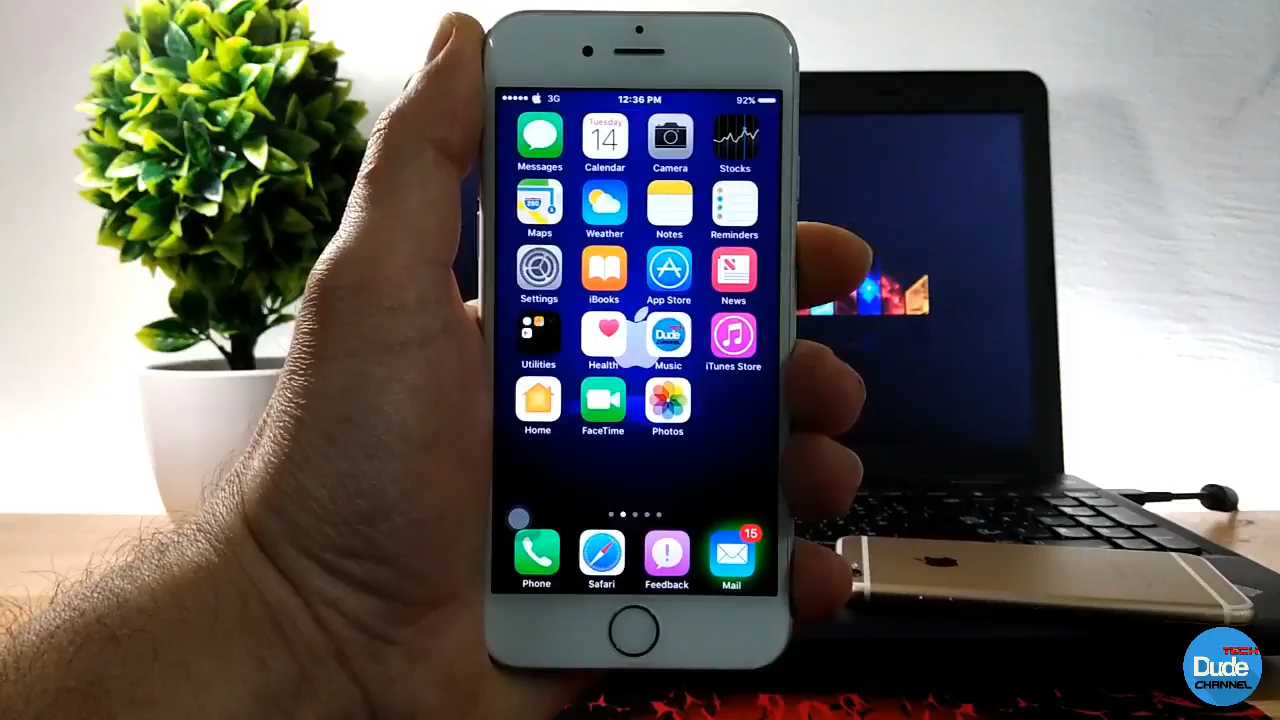 3G 12:36 PM 92%
Tuesday
14
Messages Calendar Camera Stocks
280
Maps Weather Notes Reminders
Settings iBooks App Store News
Dude
Utilities Health Music iTunes Store
Home FaceTime Photos
15
Phone Safari Feedback Mail
TECH
Dude
CHANNEL